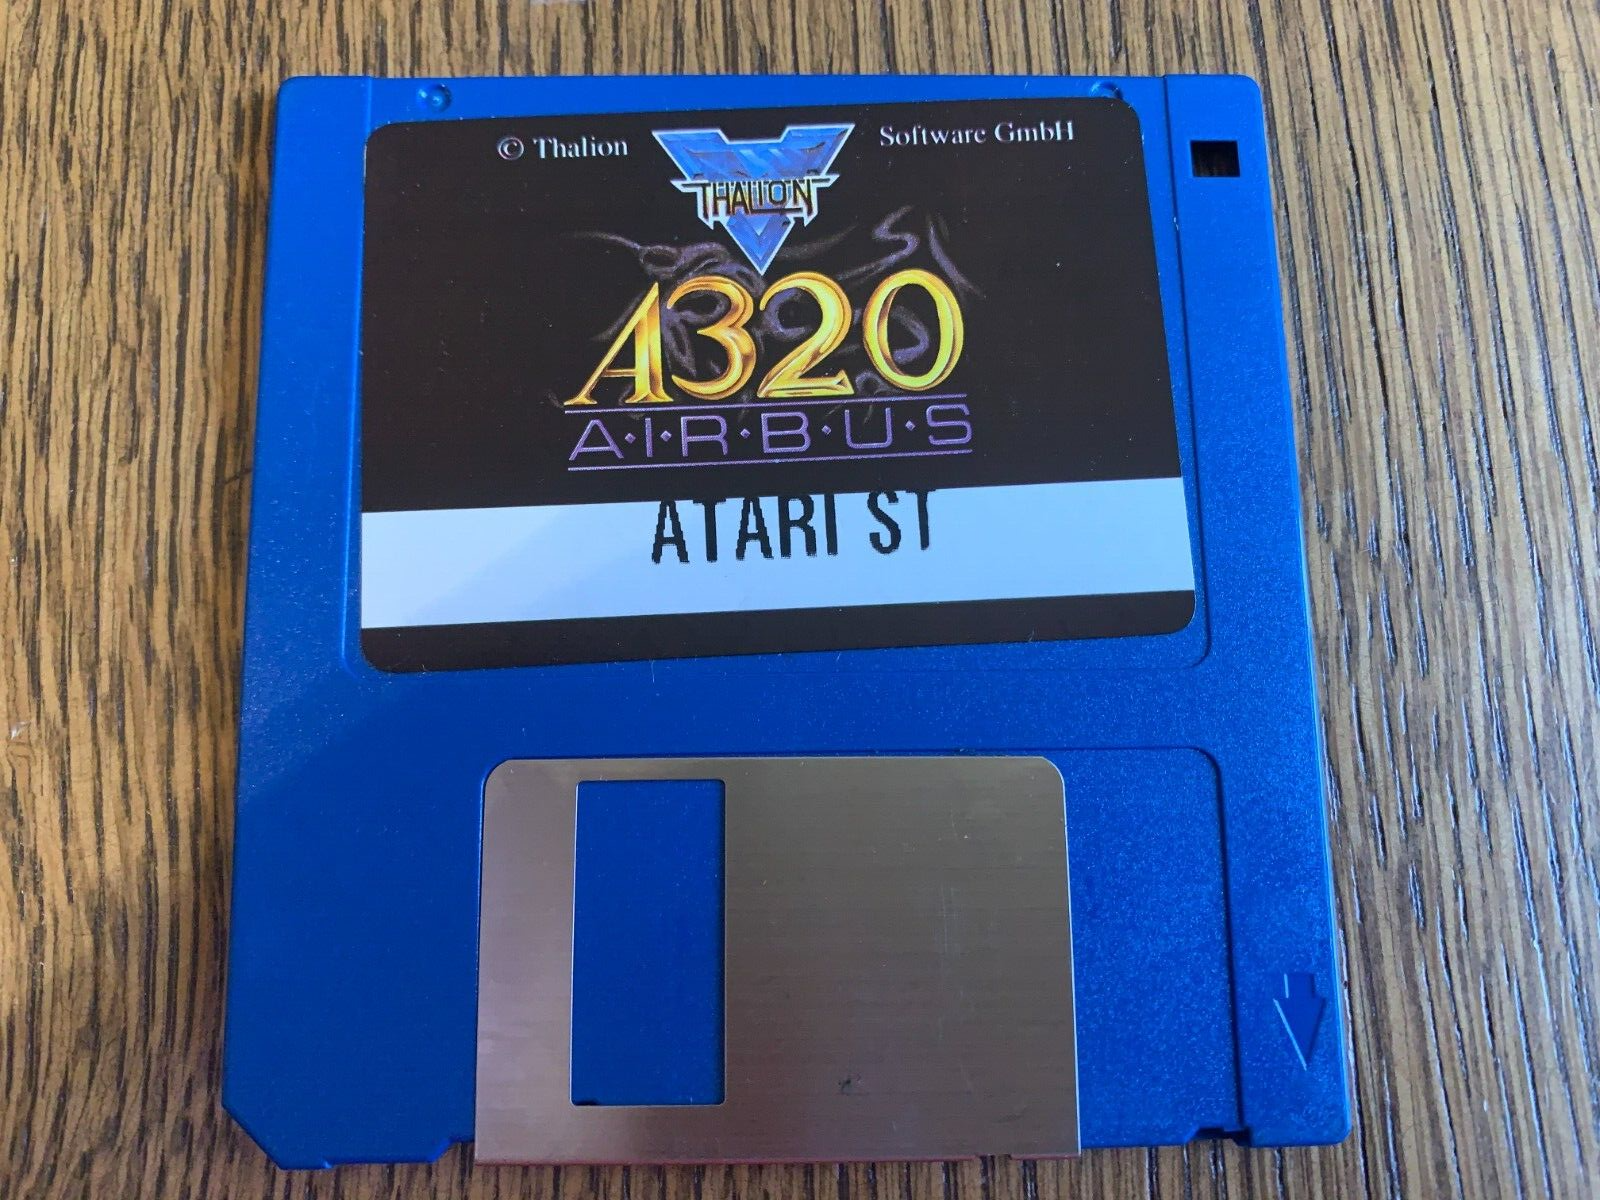 © Thalion Software GmbH
THALION
A320
A·I·R·B·U·S
ATARI ST